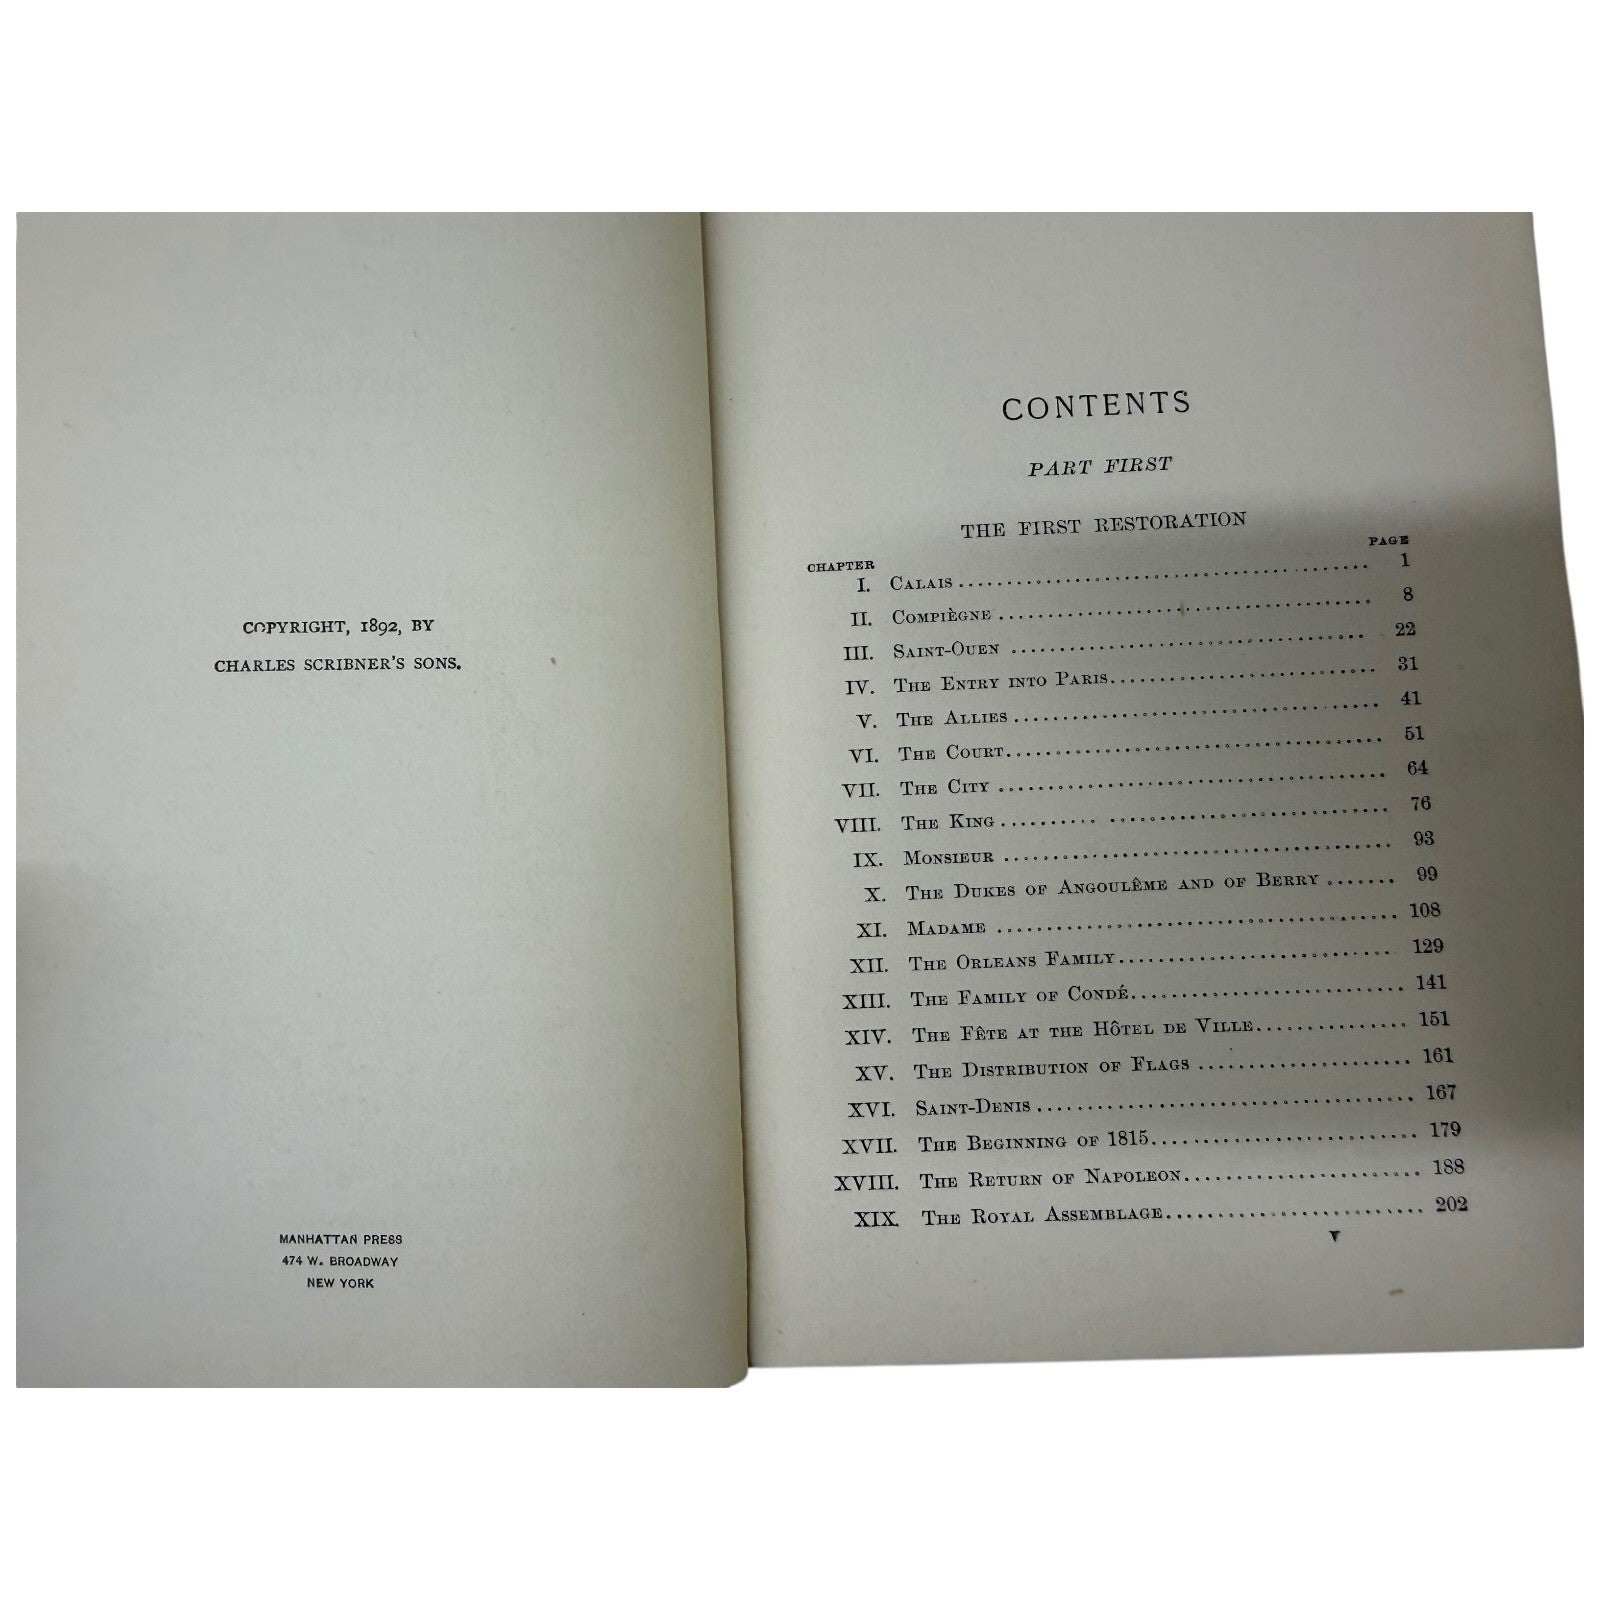 COPYRIGHT, 1892, BY
CHARLES SCRIBNER'S SONS.
MANHATTAN PRESS
474 W. BROADWAY
NEW YORK
CONTENTS
PART FIRST
THE FIRST RESTORATION
CHAPTER PAGE
I. CALAIS 1
II. COMPIÈGNE 8
III. SAINT-OUEN 22
IV. THE ENTRY INTO PARIS 31
V. THE ALLIES 41
VI. THE COURT 51
VII. THE CITY 64
VIII. THE KING 76
IX. MONSIEUR 93
X. THE DUKES OF ANGOULÊME AND OF BERRY 99
XI. MADAME 108
XII. THE ORLEANS FAMILY 129
XIII. THE FAMILY OF CONDÉ 141
XIV. THE FÊTE AT THE HÔTEL DE VILLE 151
XV. THE DISTRIBUTION OF FLAGS 161
XVI. SAINT-DENIS 167
XVII. THE BEGINNING OF 1815 179
XVIII. THE RETURN OF NAPOLEON 188
XIX. THE ROYAL ASSEMBLAGE 202
v